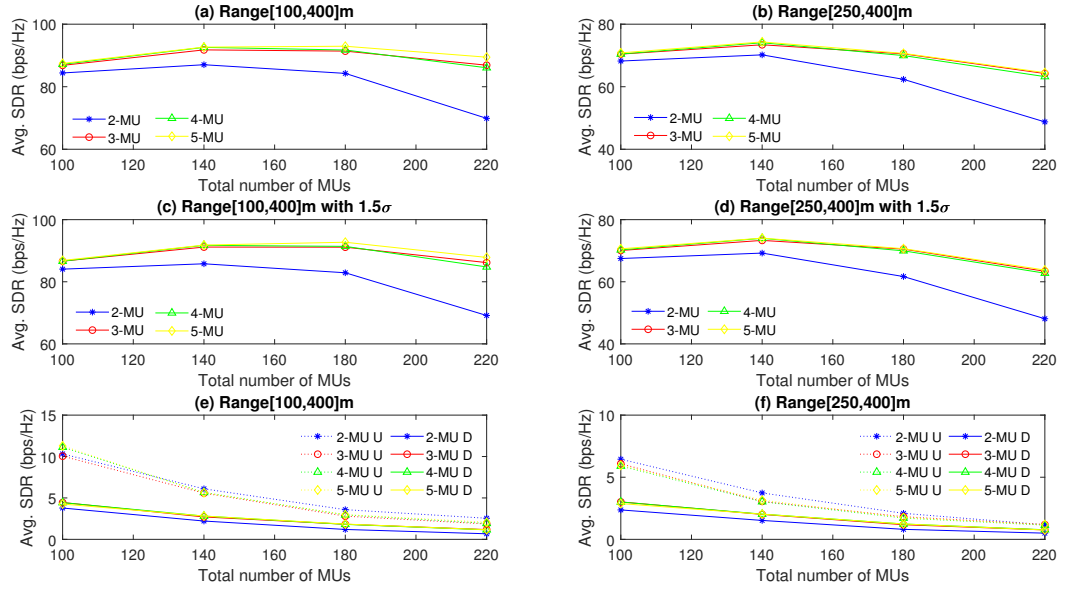 (a) Range[100,400]m
Avg. SDR (bps/Hz)
100
80
60
2-MU
3-MU
4-MU
5-MU
100 120 140 160 180 200 220
Total number of MUs
(b) Range[250,400]m
Avg. SDR (bps/Hz)
80
60
40
2-MU
3-MU
4-MU
5-MU
100 120 140 160 180 200 220
Total number of MUs
(c) Range[100,400]m with 1.5σ
Avg. SDR (bps/Hz)
100
80
60
2-MU
3-MU
4-MU
5-MU
100 120 140 160 180 200 220
Total number of MUs
(d) Range[250,400]m with 1.5σ
Avg. SDR (bps/Hz)
80
60
40
2-MU
3-MU
4-MU
5-MU
100 120 140 160 180 200 220
Total number of MUs
(e) Range[100,400]m
Avg. SDR (bps/Hz)
15
10
5
0
2-MU U
3-MU U
4-MU U
5-MU U
2-MU D
3-MU D
4-MU D
5-MU D
100 120 140 160 180 200 220
Total number of MUs
(f) Range[250,400]m
Avg. SDR (bps/Hz)
10
5
0
2-MU U
3-MU U
4-MU U
5-MU U
2-MU D
3-MU D
4-MU D
5-MU D
100 120 140 160 180 200 220
Total number of MUs